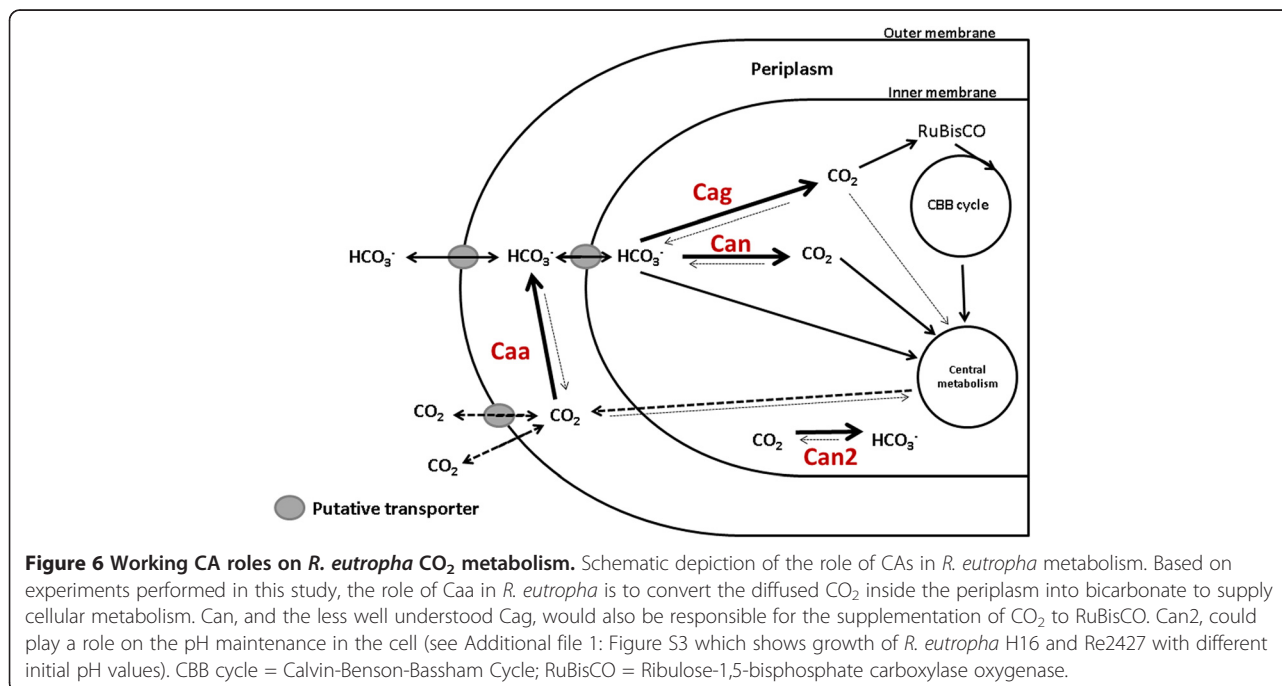 Outer membrane
Periplasm
Inner membrane
RuBisCO
CO₂
Cag
CBB cycle
Can
HCO₃⁻
HCO₃⁻
HCO₃⁻
CO₂
Caa
Central
metabolism
CO₂
CO₂
CO₂
HCO₃⁻
CO₂
Can2
Putative transporter
Figure 6 Working CA roles on R. eutropha CO₂ metabolism. Schematic depiction of the role of CAs in R. eutropha metabolism. Based on
experiments performed in this study, the role of Caa in R. eutropha is to convert the diffused CO₂ inside the periplasm into bicarbonate to supply
cellular metabolism. Can, and the less well understood Cag, would also be responsible for the supplementation of CO₂ to RuBisCO. Can2, could
play a role on the pH maintenance in the cell (see Additional file 1: Figure S3 which shows growth of R. eutropha H16 and Re2427 with different
initial pH values). CBB cycle = Calvin-Benson-Bassham Cycle; RuBisCO = Ribulose-1,5-bisphosphate carboxylase oxygenase.